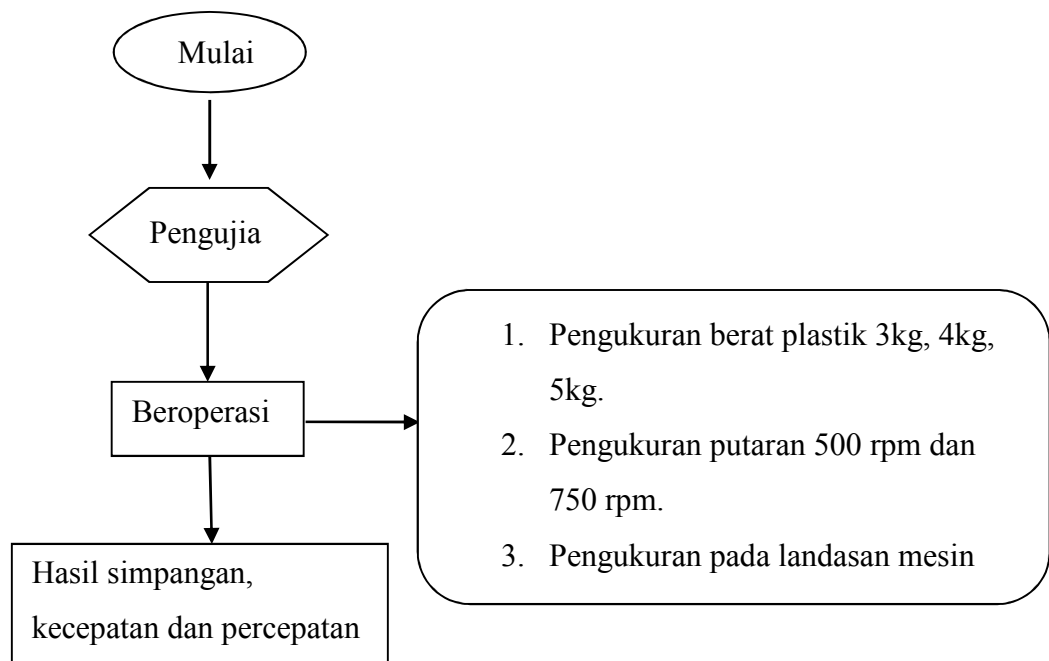 Mulai
Pengujia
Beroperasi
1. Pengukuran berat plastik 3kg, 4kg,
5kg.
2. Pengukuran putaran 500 rpm dan
750 rpm.
3. Pengukuran pada landasan mesin
Hasil simpangan,
kecepatan dan percepatan